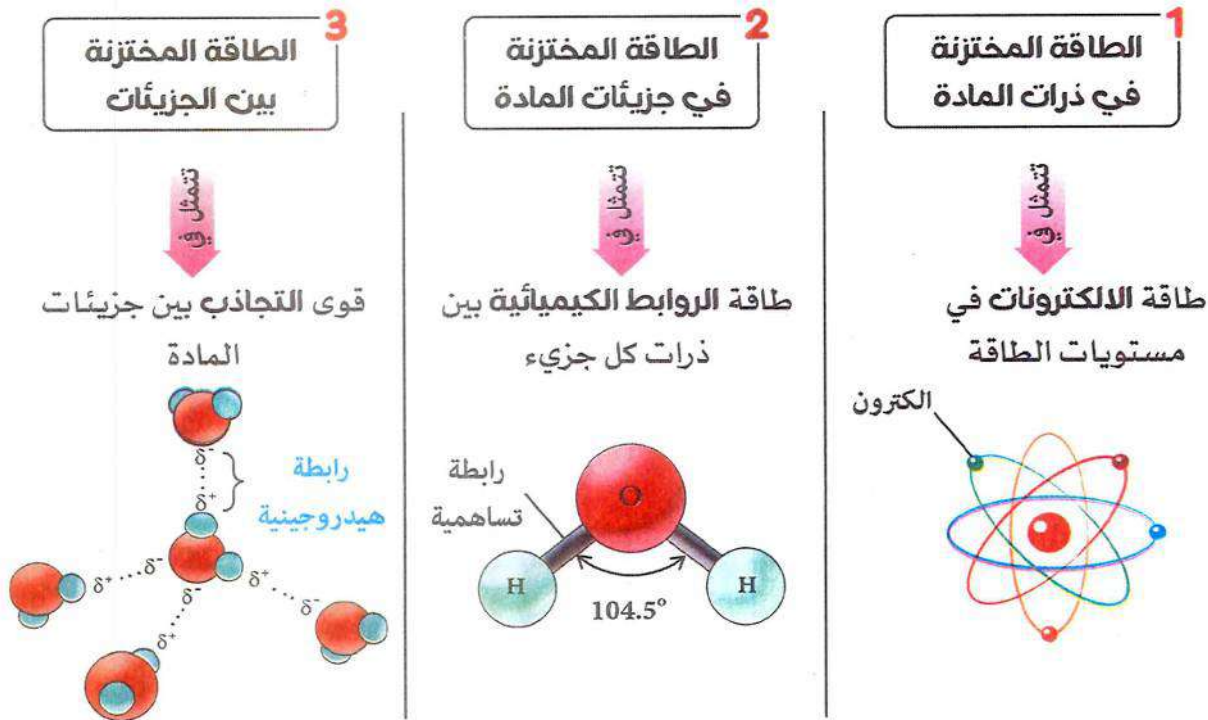 1
الطاقة المختزنة
في ذرات المادة
تتمثل في
طاقة الالكترونات في
مستويات الطاقة
الكترون
2
الطاقة المختزنة
في جزيئات المادة
تتمثل في
طاقة الروابط الكيميائية بين
ذرات كل جزيء
رابطة
تساهمية
O
H
H
104.5°
3
الطاقة المختزنة
بين الجزيئات
تتمثل في
قوى التجاذب بين جزيئات
المادة
رابطة
هيدروجينية
δ-
δ+
δ+
δ-
δ+
δ-
δ-
δ+